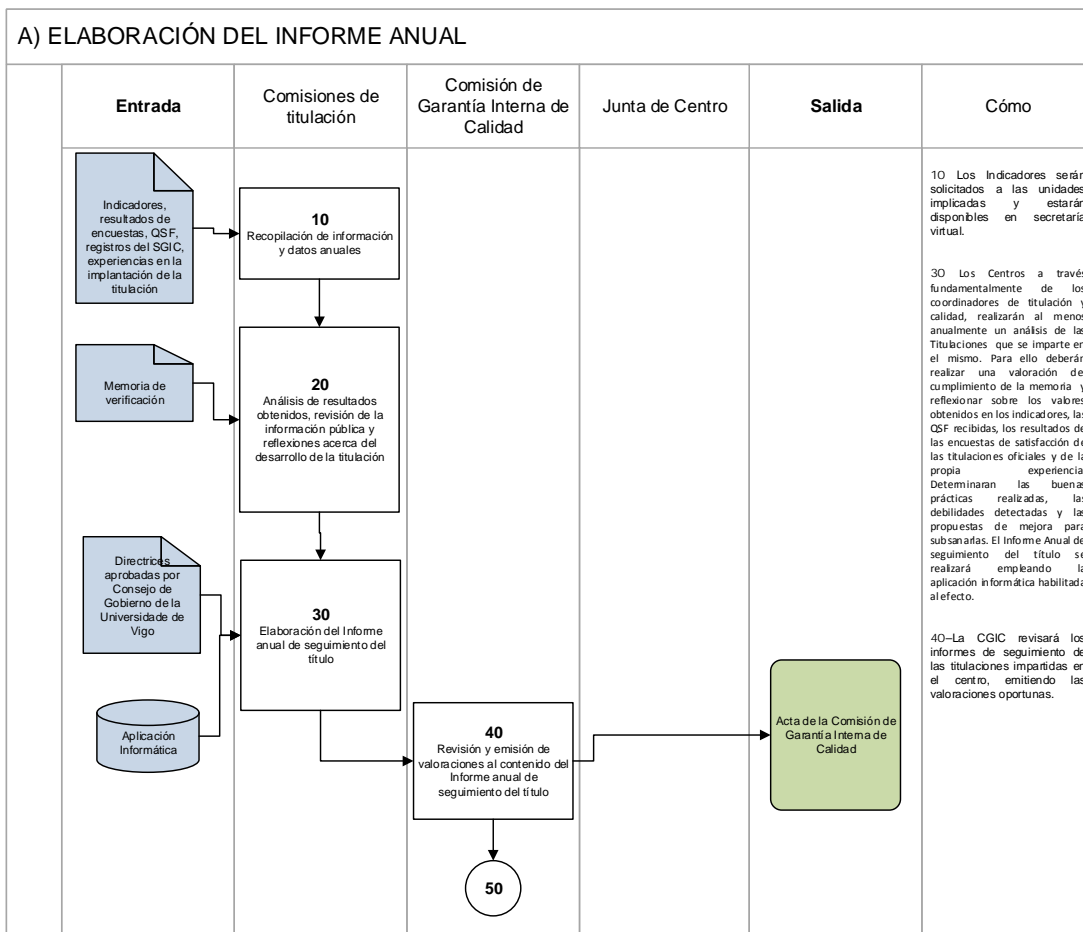 A) ELABORACIÓN DEL INFORME ANUAL
Entrada
Comisiones de
titulación
Comisión de
Garantía Interna de
Calidad
Junta de Centro
Salida
Cómo
Indicadores,
resultados de
encuestas, QSF,
registros del SGIC,
experiencias en la
implantación de la
titulación
10
Recopilación de información
y datos anuales
Memoria de
verificación
20
Análisis de resultados
obtenidos, revisión de la
información pública y
reflexiones acerca del
desarrollo de la titulación
Directrices
aprobadas por
Consejo de
Gobierno de la
Universidade de
Vigo
Aplicación
Informática
30
Elaboración del Informe
anual de seguimiento del
título
40
Revisión y emisión de
valoraciones al contenido del
Informe anual de
seguimiento del título
50
Acta de la Comisión de
Garantía Interna de
Calidad
10 Los Indicadores serán
solicitados a las unidades
implicadas y estarán
disponibles en secretaría
virtual.
30 Los Centros a través
fundamentalmente de los
coordinadores de titulación y
calidad, realizarán al menos
anualmente un análisis de las
Titulaciones que se imparte en
el mismo. Para ello deberán
realizar una valoración de
cumplimiento de la memoria y
reflexionar sobre los valores
obtenidos en los indicadores, las
QSF recibidas, los resultados de
las encuestas de satisfacción de
las titulaciones oficiales y de la
propia experiencia
Determinaran las buenas
prácticas realizadas, las
debilidades detectadas y las
propuestas de mejora para
subsanarlas. El Informe Anual de
seguimiento del título se
realizará empleando la
aplicación informática habilitada
al efecto.
40–La CGIC revisará los
informes de seguimiento de
las titulaciones impartidas en
el centro, emitiendo las
valoraciones oportunas.